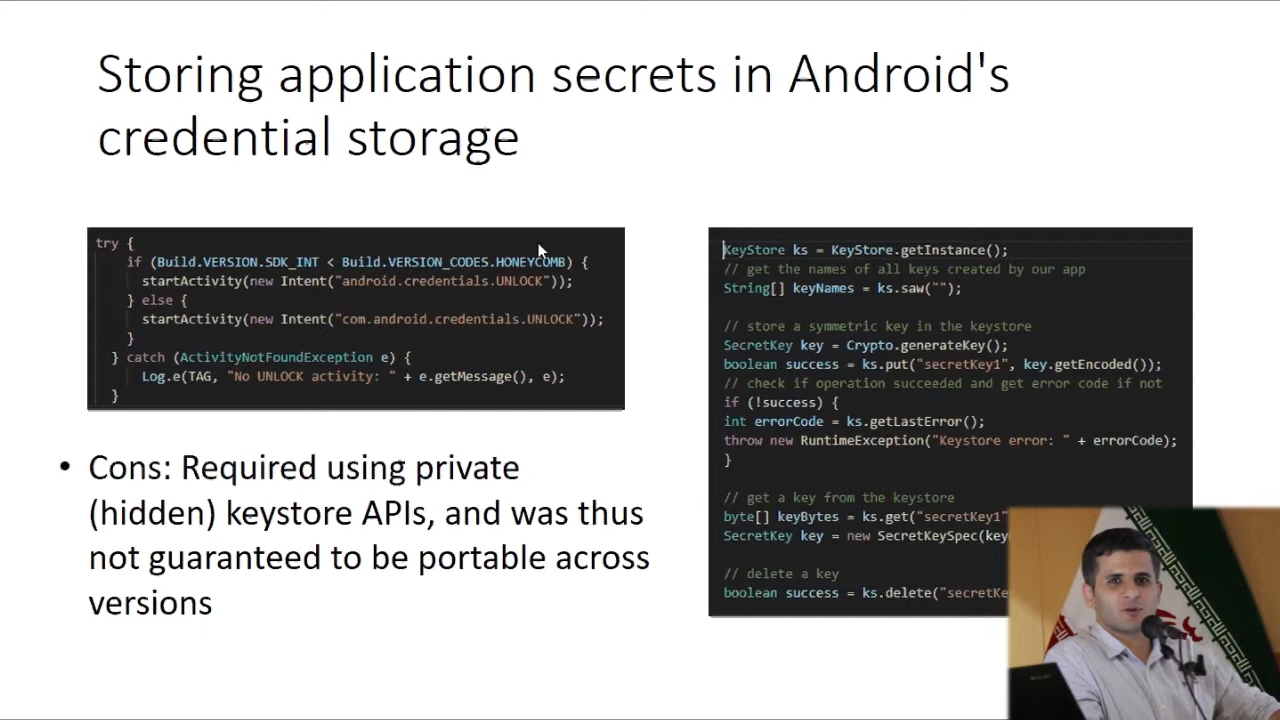 Storing application secrets in Android's
credential storage
try {
if (Build.VERSION.SDK_INT < Build.VERSION_CODES.HONEYCOMB) {
startActivity(new Intent("android.credentials.UNLOCK"));
} else {
startActivity(new Intent("com.android.credentials.UNLOCK"));
}
} catch (ActivityNotFoundException e) {
Log.e(TAG, "No UNLOCK activity: " + e.getMessage(), e);
}
• Cons: Required using private
(hidden) keystore APIs, and was thus
not guaranteed to be portable across
versions
KeyStore ks = KeyStore.getInstance();
// get the names of all keys created by our app
String[] keyNames = ks.saw("");
// store a symmetric key in the keystore
SecretKey key = Crypto.generateKey();
boolean success = ks.put("secretKey1", key.getEncoded());
// check if operation succeeded and get error code if not
if (!success) {
int errorCode = ks.getLastError();
throw new RuntimeException("Keystore error: " + errorCode);
}
// get a key from the keystore
byte[] keyBytes = ks.get("secretKey1"
SecretKey key = new SecretKeySpec(key
// delete a key
boolean success = ks.delete("secretKe